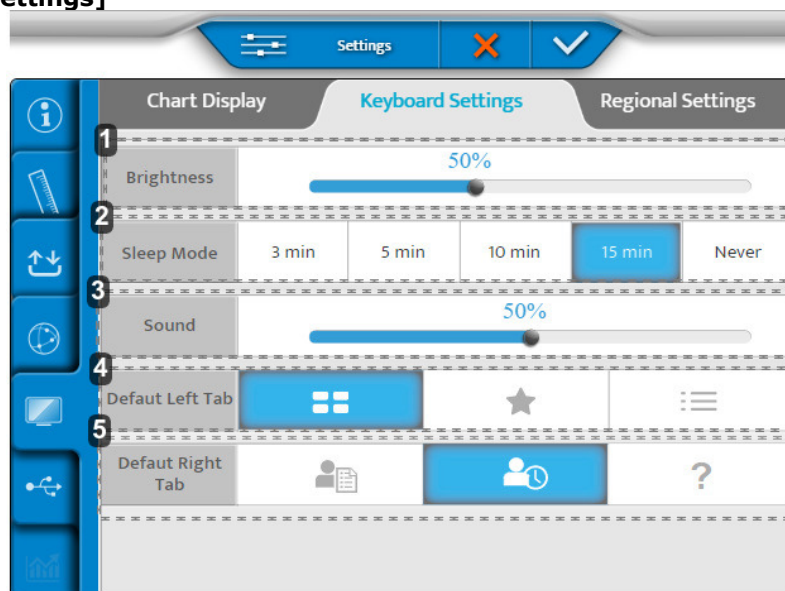 ettings]
Settings
Chart Display Keyboard Settings Regional Settings
1
50%
Brightness
2
Sleep Mode 3 min 5 min 10 min 15 min Never
3
50%
Sound
4
Defaut Left Tab
5
Defaut Right
Tab
?